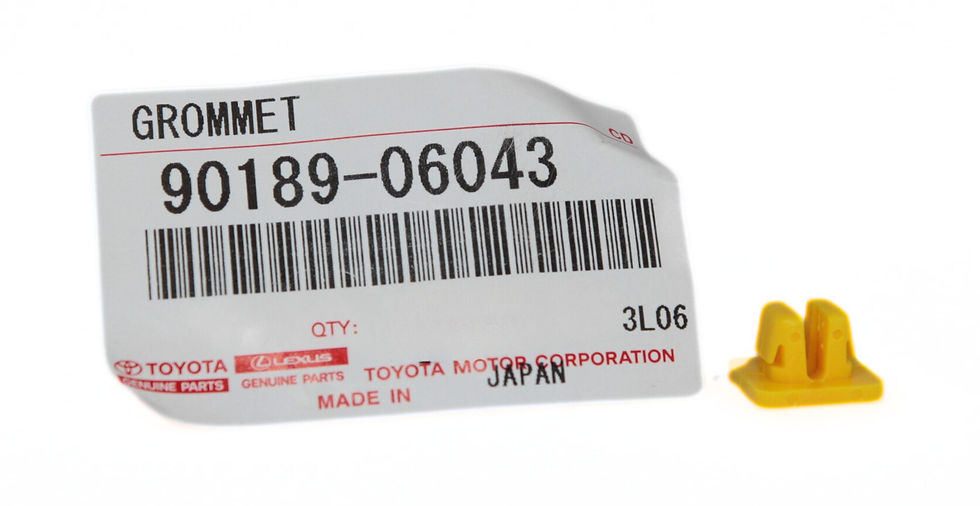 GROMMET
CD
90189-06043
QTY:
3L06
TOYOTA LEXUS
GENUINE PARTS GENUINE PARTS
TOYOTA MOTOR CORPORATION
MADE IN JAPAN